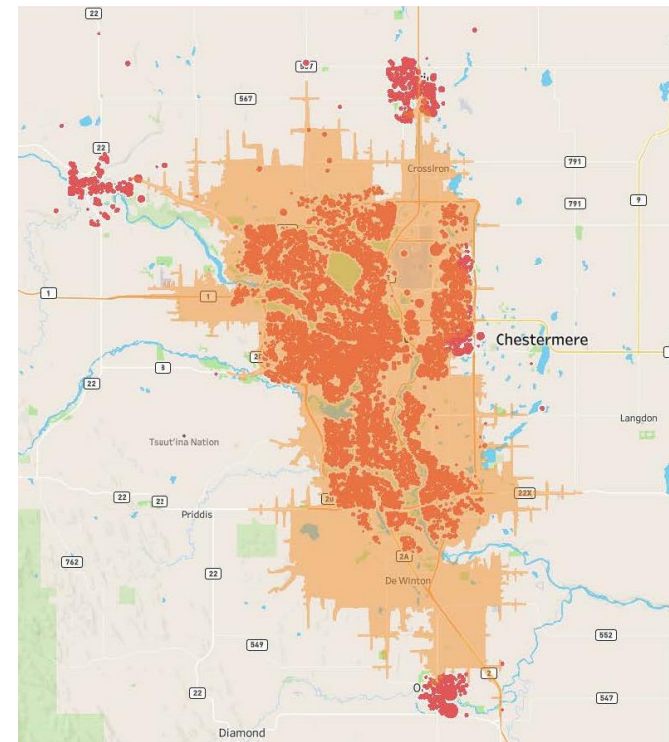 22
567
567
22
CrossIron
791
791
9
1
1
Chestermere
8
22
Langdon
Tsuut'ina Nation
22
22
22X
Priddis
2A
762
22
De Winton
552
549
2
22
547
Diamond